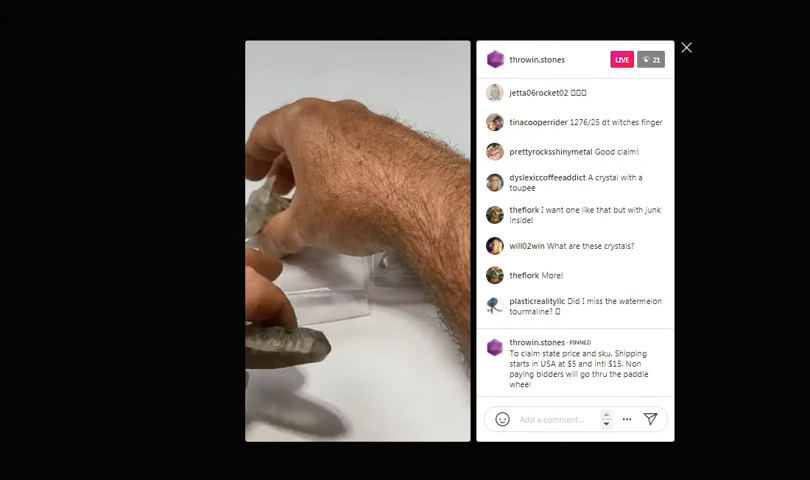 throwin.stones
LIVE
21
jetta06rocket02
tinacooperrider 1276/25 dt witches finger
prettyrocksshinymetal Good claim!
dyslexiccoffeeaddict A crystal with a
toupee
theflork I want one like that but with junk
inside!
will02win What are these crystals?
theflork More!
plasticrealityllc Did I miss the watermelon
tourmaline?
throwin.stones · PINNED
To claim state price and sku. Shipping
starts in USA at $5 and intl $15. Non
paying bidders will go thru the paddle
wheel
Add a comment...